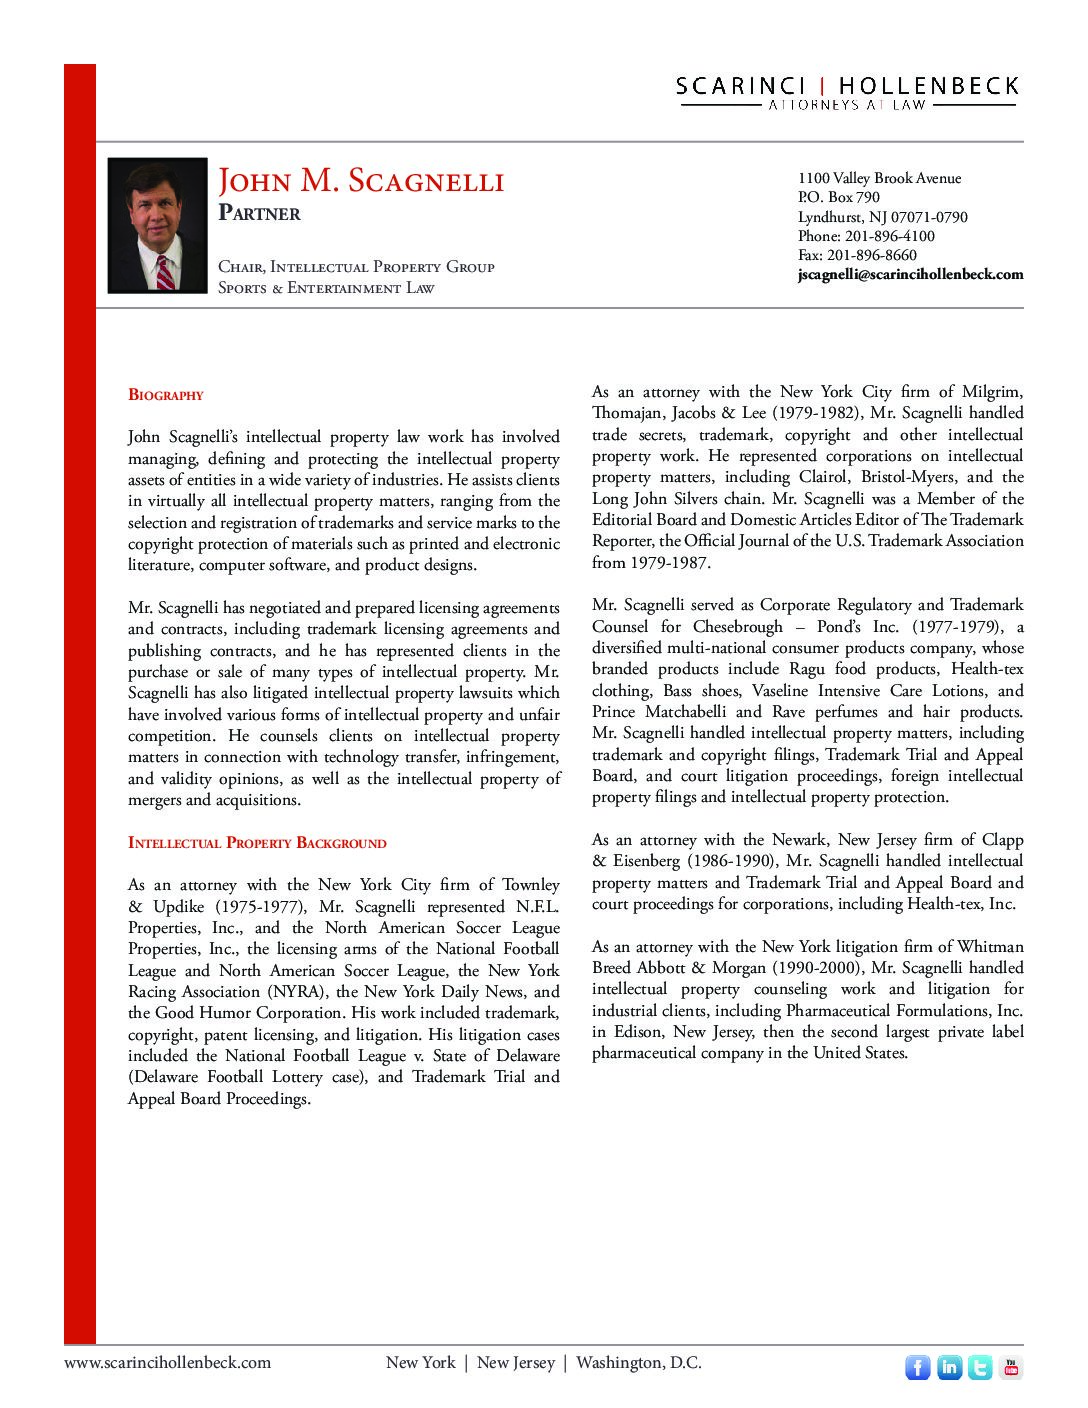 SCARINCI | HOLLENBECK
ATTORNEYS AT LAW
John M. Scagnelli
Partner
Chair, Intellectual Property Group
Sports & Entertainment Law
1100 Valley Brook Avenue
P.O. Box 790
Lyndhurst, NJ 07071-0790
Phone: 201-896-4100
Fax: 201-896-8660
jscagnelli@scarincihollenbeck.com
Biography
John Scagnelli’s intellectual property law work has involved
managing, defining and protecting the intellectual property
assets of entities in a wide variety of industries. He assists clients
in virtually all intellectual property matters, ranging from the
selection and registration of trademarks and service marks to the
copyright protection of materials such as printed and electronic
literature, computer software, and product designs.
Mr. Scagnelli has negotiated and prepared licensing agreements
and contracts, including trademark licensing agreements and
publishing contracts, and he has represented clients in the
purchase or sale of many types of intellectual property. Mr.
Scagnelli has also litigated intellectual property lawsuits which
have involved various forms of intellectual property and unfair
competition. He counsels clients on intellectual property
matters in connection with technology transfer, infringement,
and validity opinions, as well as the intellectual property of
mergers and acquisitions.
Intellectual Property Background
As an attorney with the New York City firm of Townley
& Updike (1975-1977), Mr. Scagnelli represented N.F.L.
Properties, Inc., and the North American Soccer League
Properties, Inc., the licensing arms of the National Football
League and North American Soccer League, the New York
Racing Association (NYRA), the New York Daily News, and
the Good Humor Corporation. His work included trademark,
copyright, patent licensing, and litigation. His litigation cases
included the National Football League v. State of Delaware
(Delaware Football Lottery case), and Trademark Trial and
Appeal Board Proceedings.
As an attorney with the New York City firm of Milgrim,
Thomajan, Jacobs & Lee (1979-1982), Mr. Scagnelli handled
trade secrets, trademark, copyright and other intellectual
property work. He represented corporations on intellectual
property matters, including Clairol, Bristol-Myers, and the
Long John Silvers chain. Mr. Scagnelli was a Member of the
Editorial Board and Domestic Articles Editor of The Trademark
Reporter, the Official Journal of the U.S. Trademark Association
from 1979-1987.
Mr. Scagnelli served as Corporate Regulatory and Trademark
Counsel for Chesebrough – Pond’s Inc. (1977-1979), a
diversified multi-national consumer products company, whose
branded products include Ragu food products, Health-tex
clothing, Bass shoes, Vaseline Intensive Care Lotions, and
Prince Matchabelli and Rave perfumes and hair products.
Mr. Scagnelli handled intellectual property matters, including
trademark and copyright filings, Trademark Trial and Appeal
Board, and court litigation proceedings, foreign intellectual
property filings and intellectual property protection.
As an attorney with the Newark, New Jersey firm of Clapp
& Eisenberg (1986-1990), Mr. Scagnelli handled intellectual
property matters and Trademark Trial and Appeal Board and
court proceedings for corporations, including Health-tex, Inc.
As an attorney with the New York litigation firm of Whitman
Breed Abbott & Morgan (1990-2000), Mr. Scagnelli handled
intellectual property counseling work and litigation for
industrial clients, including Pharmaceutical Formulations, Inc.
in Edison, New Jersey, then the second largest private label
pharmaceutical company in the United States.
www.scarincihollenbeck.com
New York | New Jersey | Washington, D.C.
f
in
t
You
Tube